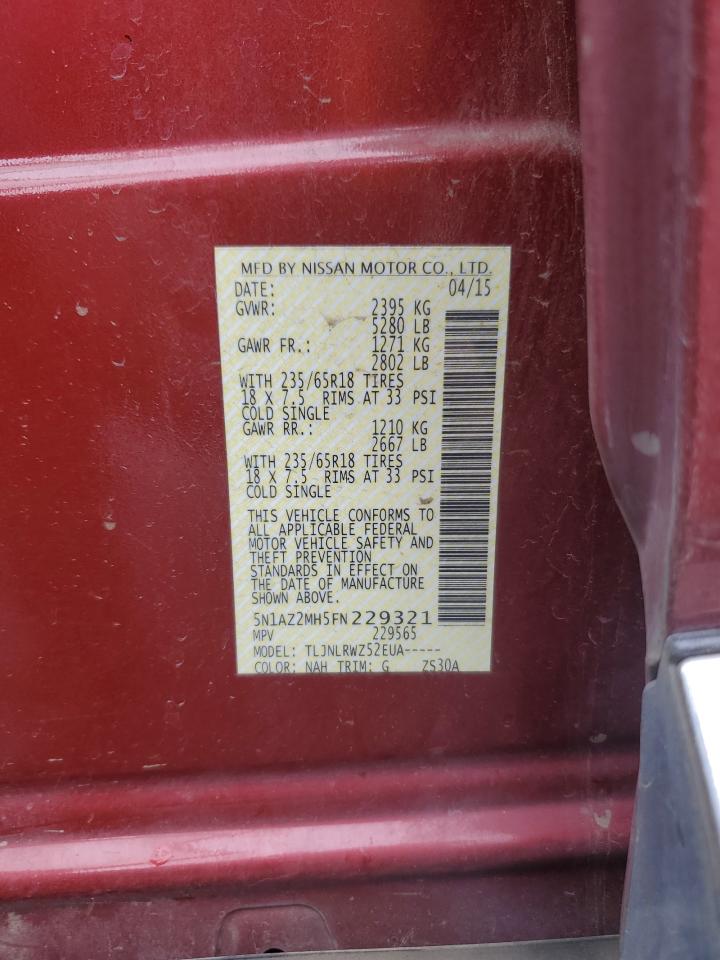 MFD BY NISSAN MOTOR CO., LTD.
DATE: 04/15
GVWR: 2395 KG
5280 LB
GAWR FR.: 1271 KG
2802 LB
WITH 235/65R18 TIRES
18 X 7.5 RIMS AT 33 PSI
COLD SINGLE
GAWR RR.: 1210 KG
2667 LB
WITH 235/65R18 TIRES
18 X 7.5 RIMS AT 33 PSI
COLD SINGLE
THIS VEHICLE CONFORMS TO
ALL APPLICABLE FEDERAL
MOTOR VEHICLE SAFETY AND
THEFT PREVENTION
STANDARDS IN EFFECT ON
THE DATE OF MANUFACTURE
SHOWN ABOVE.
5N1AZ2MH5FN229321
MPV 229565
MODEL: TLJNLRWZ52EUA-----
COLOR: NAH TRIM: G ZS30A